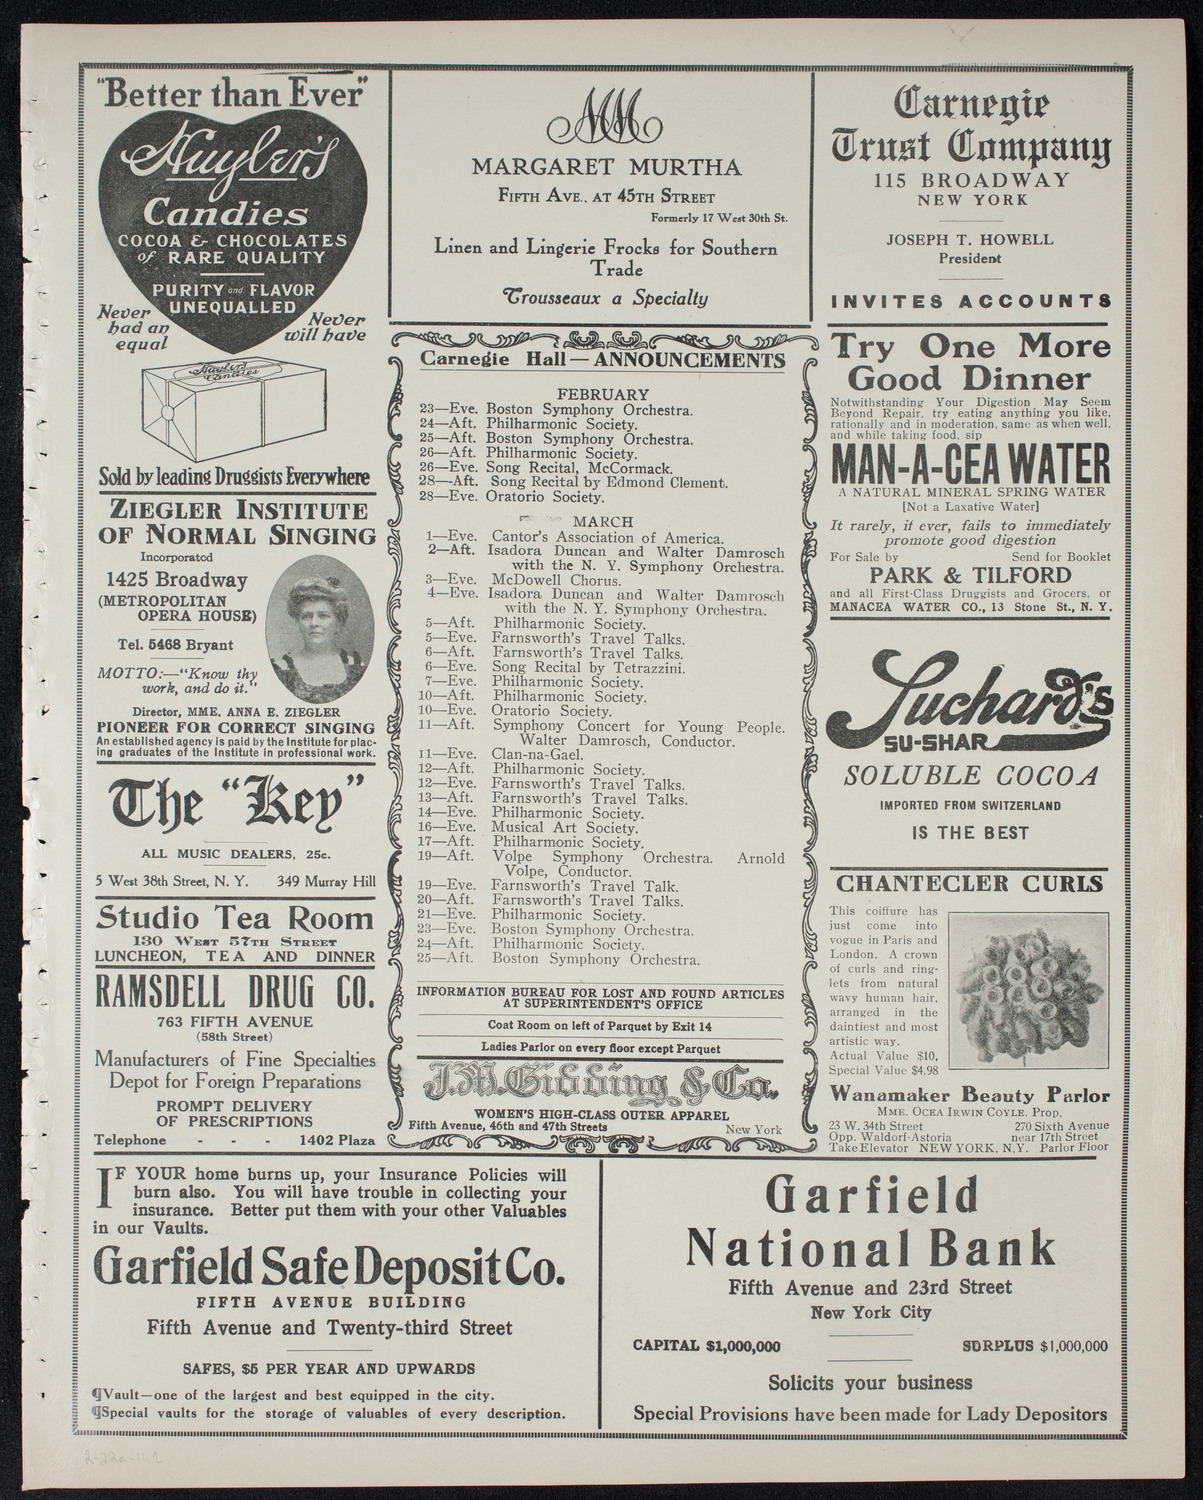 "Better than Ever"
Huyler's
Candies
COCOA & CHOCOLATES
of RARE QUALITY
PURITY and FLAVOR
UNEQUALLED
Never
had an
equal
Never
will have
Huyler's
Candies
Sold by leading Druggists Everywhere
ZIEGLER INSTITUTE
OF NORMAL SINGING
Incorporated
1425 Broadway
(METROPOLITAN
OPERA HOUSE)
Tel. 5468 Bryant
MOTTO:—"Know thy
work, and do it."
Director, MME. ANNA E. ZIEGLER
PIONEER FOR CORRECT SINGING
An established agency is paid by the Institute for plac-
ing graduates of the Institute in professional work.
The "Key"
ALL MUSIC DEALERS, 25c.
5 West 38th Street, N. Y. 349 Murray Hill
Studio Tea Room
130 WEST 57TH STREET
LUNCHEON, TEA AND DINNER
RAMSDELL DRUG CO.
763 FIFTH AVENUE
(58th Street)
Manufacturers of Fine Specialties
Depot for Foreign Preparations
PROMPT DELIVERY
OF PRESCRIPTIONS
Telephone - - - 1402 Plaza
MM
MARGARET MURTHA
FIFTH AVE., AT 45TH STREET
Formerly 17 West 30th St.
Linen and Lingerie Frocks for Southern
Trade
Trousseaux a Specialty
Carnegie Hall—ANNOUNCEMENTS
FEBRUARY
23—Eve. Boston Symphony Orchestra.
24—Aft. Philharmonic Society.
25—Aft. Boston Symphony Orchestra.
26—Aft. Philharmonic Society.
26—Eve. Song Recital, McCormack.
28—Aft. Song Recital by Edmond Clement.
28—Eve. Oratorio Society.
MARCH
1—Eve. Cantor's Association of America.
2—Aft. Isadora Duncan and Walter Damrosch
with the N. Y. Symphony Orchestra.
3—Eve. McDowell Chorus.
4—Eve. Isadora Duncan and Walter Damrosch
with the N. Y. Symphony Orchestra.
5—Aft. Philharmonic Society.
5—Eve. Farnsworth's Travel Talks.
6—Aft. Farnsworth's Travel Talks.
6—Eve. Song Recital by Tetrazzini.
7—Eve. Philharmonic Society.
10—Aft. Philharmonic Society.
10—Eve. Oratorio Society.
11—Aft. Symphony Concert for Young People.
Walter Damrosch, Conductor.
11—Eve. Clan-na-Gael.
12—Aft. Philharmonic Society.
12—Eve. Farnsworth's Travel Talks.
13—Aft. Farnsworth's Travel Talks.
14—Eve. Philharmonic Society.
16—Eve. Musical Art Society.
17—Aft. Philharmonic Society.
19—Aft. Volpe Symphony Orchestra. Arnold
Volpe, Conductor.
19—Eve. Farnsworth's Travel Talk.
20—Aft. Farnsworth's Travel Talks.
21—Eve. Philharmonic Society.
23—Eve. Boston Symphony Orchestra.
24—Aft. Philharmonic Society.
25—Aft. Boston Symphony Orchestra.
INFORMATION BUREAU FOR LOST AND FOUND ARTICLES
AT SUPERINTENDENT'S OFFICE
Coat Room on left of Parquet by Exit 14
Ladies Parlor on every floor except Parquet
J.M. Gidding & Co.
WOMEN'S HIGH-CLASS OUTER APPAREL
Fifth Avenue, 46th and 47th Streets New York
Carnegie
Trust Company
115 BROADWAY
NEW YORK
JOSEPH T. HOWELL
President
INVITES ACCOUNTS
Try One More
Good Dinner
Notwithstanding Your Digestion May Seem
Beyond Repair, try eating anything you like,
rationally and in moderation, same as when well,
and while taking food, sip
MAN-A-CEA WATER
A NATURAL MINERAL SPRING WATER
[Not a Laxative Water]
It rarely, if ever, fails to immediately
promote good digestion
For Sale by Send for Booklet
PARK & TILFORD
and all First-Class Druggists and Grocers, or
MANACEA WATER CO., 13 Stone St., N. Y.
Suchard's
SU-SHAR
SOLUBLE COCOA
IMPORTED FROM SWITZERLAND
IS THE BEST
CHANTECLER CURLS
This coiffure has
just come into
vogue in Paris and
London. A crown
of curls and ring-
lets from natural
wavy human hair,
arranged in the
daintiest and most
artistic way.
Actual Value $10,
Special Value $4.98
Wanamaker Beauty Parlor
MME. OCEA IRWIN COYLE, Prop,
23 W. 34th Street 270 Sixth Avenue
Opp. Waldorf-Astoria near 17th Street
Take Elevator NEW YORK, N.Y. Parlor Floor
IF YOUR home burns up, your Insurance Policies will
burn also. You will have trouble in collecting your
insurance. Better put them with your other Valuables
in our Vaults.
Garfield Safe Deposit Co.
FIFTH AVENUE BUILDING
Fifth Avenue and Twenty-third Street
SAFES, $5 PER YEAR AND UPWARDS
¶Vault—one of the largest and best equipped in the city.
¶Special vaults for the storage of valuables of every description.
Garfield
National Bank
Fifth Avenue and 23rd Street
New York City
CAPITAL $1,000,000 SURPLUS $1,000,000
Solicits your business
Special Provisions have been made for Lady Depositors